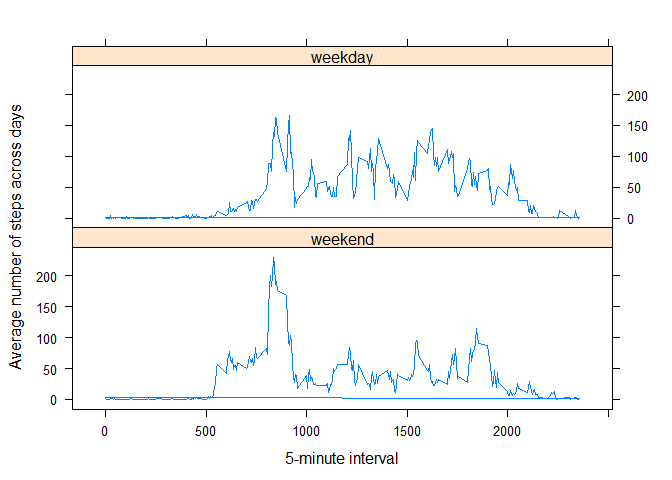 weekday
200
150
100
50
0
weekend
200
150
100
50
0
0 500 1000 1500 2000
5-minute interval
Average number of steps across days